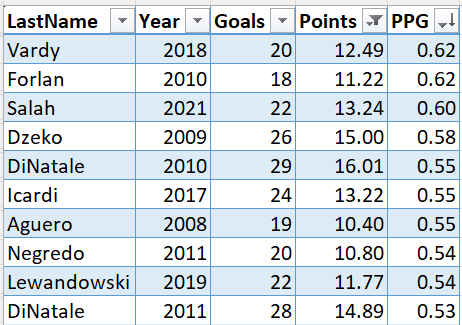 LastName Year Goals Points PPG
Vardy 2018 20 12.49 0.62
Forlan 2010 18 11.22 0.62
Salah 2021 22 13.24 0.60
Dzeko 2009 26 15.00 0.58
DiNatale 2010 29 16.01 0.55
Icardi 2017 24 13.22 0.55
Aguero 2008 19 10.40 0.55
Negredo 2011 20 10.80 0.54
Lewandowski 2019 22 11.77 0.54
DiNatale 2011 28 14.89 0.53